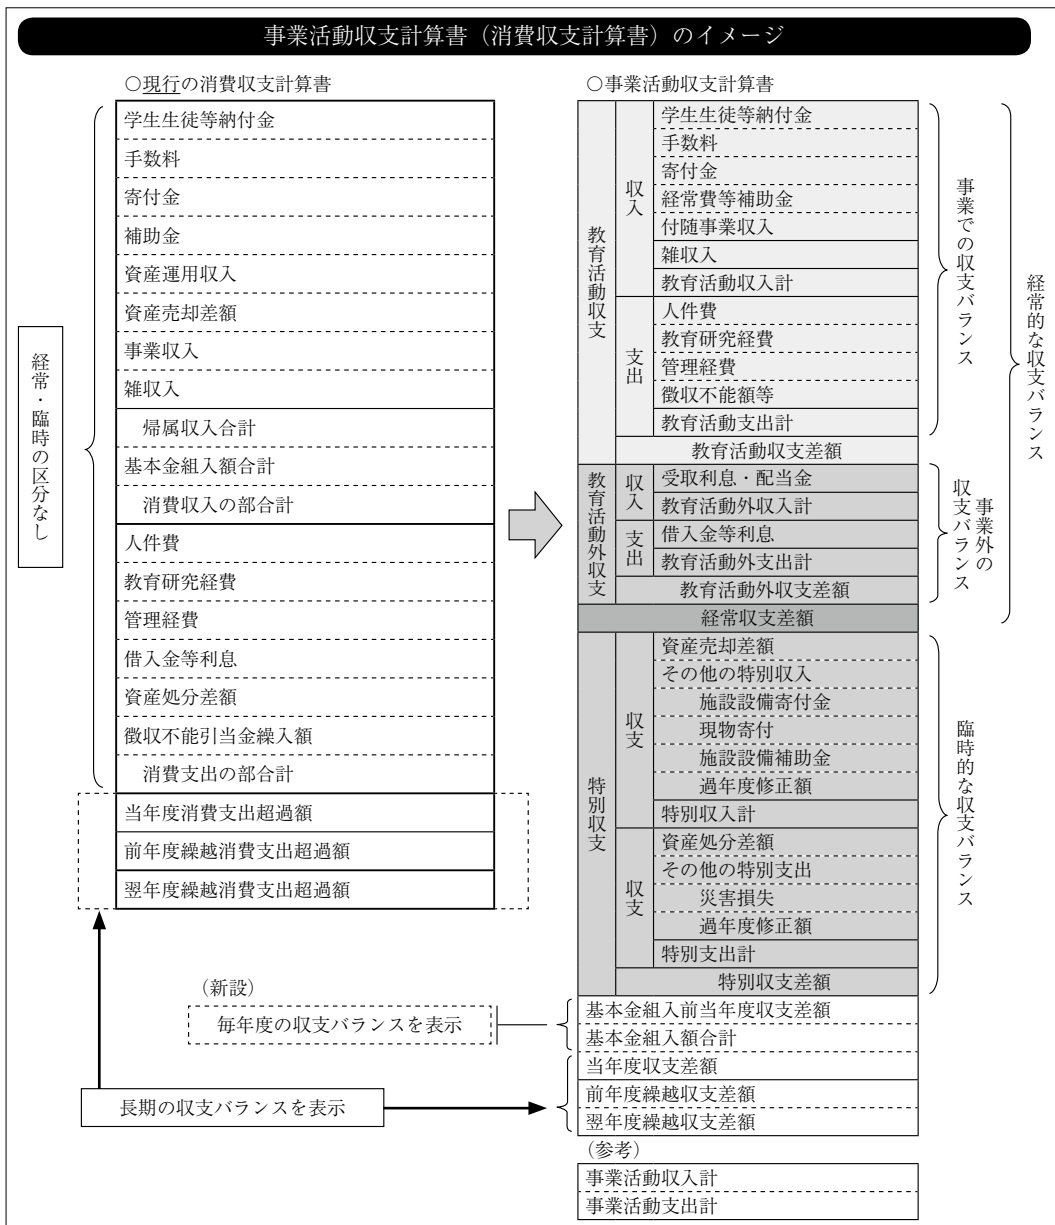 事業活動収支計算書（消費収支計算書）のイメージ
○現行の消費収支計算書
経常・臨時の区分なし
学生生徒等納付金
手数料
寄付金
補助金
資産運用収入
資産売却差額
事業収入
雑収入
帰属収入合計
基本金組入額合計
消費収入の部合計
人件費
教育研究経費
管理経費
借入金等利息
資産処分差額
徴収不能引当金繰入額
消費支出の部合計
当年度消費支出超過額
前年度繰越消費支出超過額
翌年度繰越消費支出超過額
（新設）
毎年度の収支バランスを表示
長期の収支バランスを表示
○事業活動収支計算書
教育活動収支
収入
学生生徒等納付金
手数料
寄付金
経常費等補助金
付随事業収入
雑収入
教育活動収入計
支出
人件費
教育研究経費
管理経費
徴収不能額等
教育活動支出計
教育活動収支差額
教育活動外収支
収入
受取利息・配当金
教育活動外収入計
支出
借入金等利息
教育活動外支出計
教育活動外収支差額
経常収支差額
特別収支
収支
資産売却差額
その他の特別収入
施設設備寄付金
現物寄付
施設設備補助金
過年度修正額
特別収入計
収支
資産処分差額
その他の特別支出
災害損失
過年度修正額
特別支出計
特別収支差額
基本金組入前当年度収支差額
基本金組入額合計
当年度収支差額
前年度繰越収支差額
翌年度繰越収支差額
（参考）
事業活動収入計
事業活動支出計
事業での収支バランス
事業外の
収支バランス
経常的な収支バランス
臨時的な収支バランス